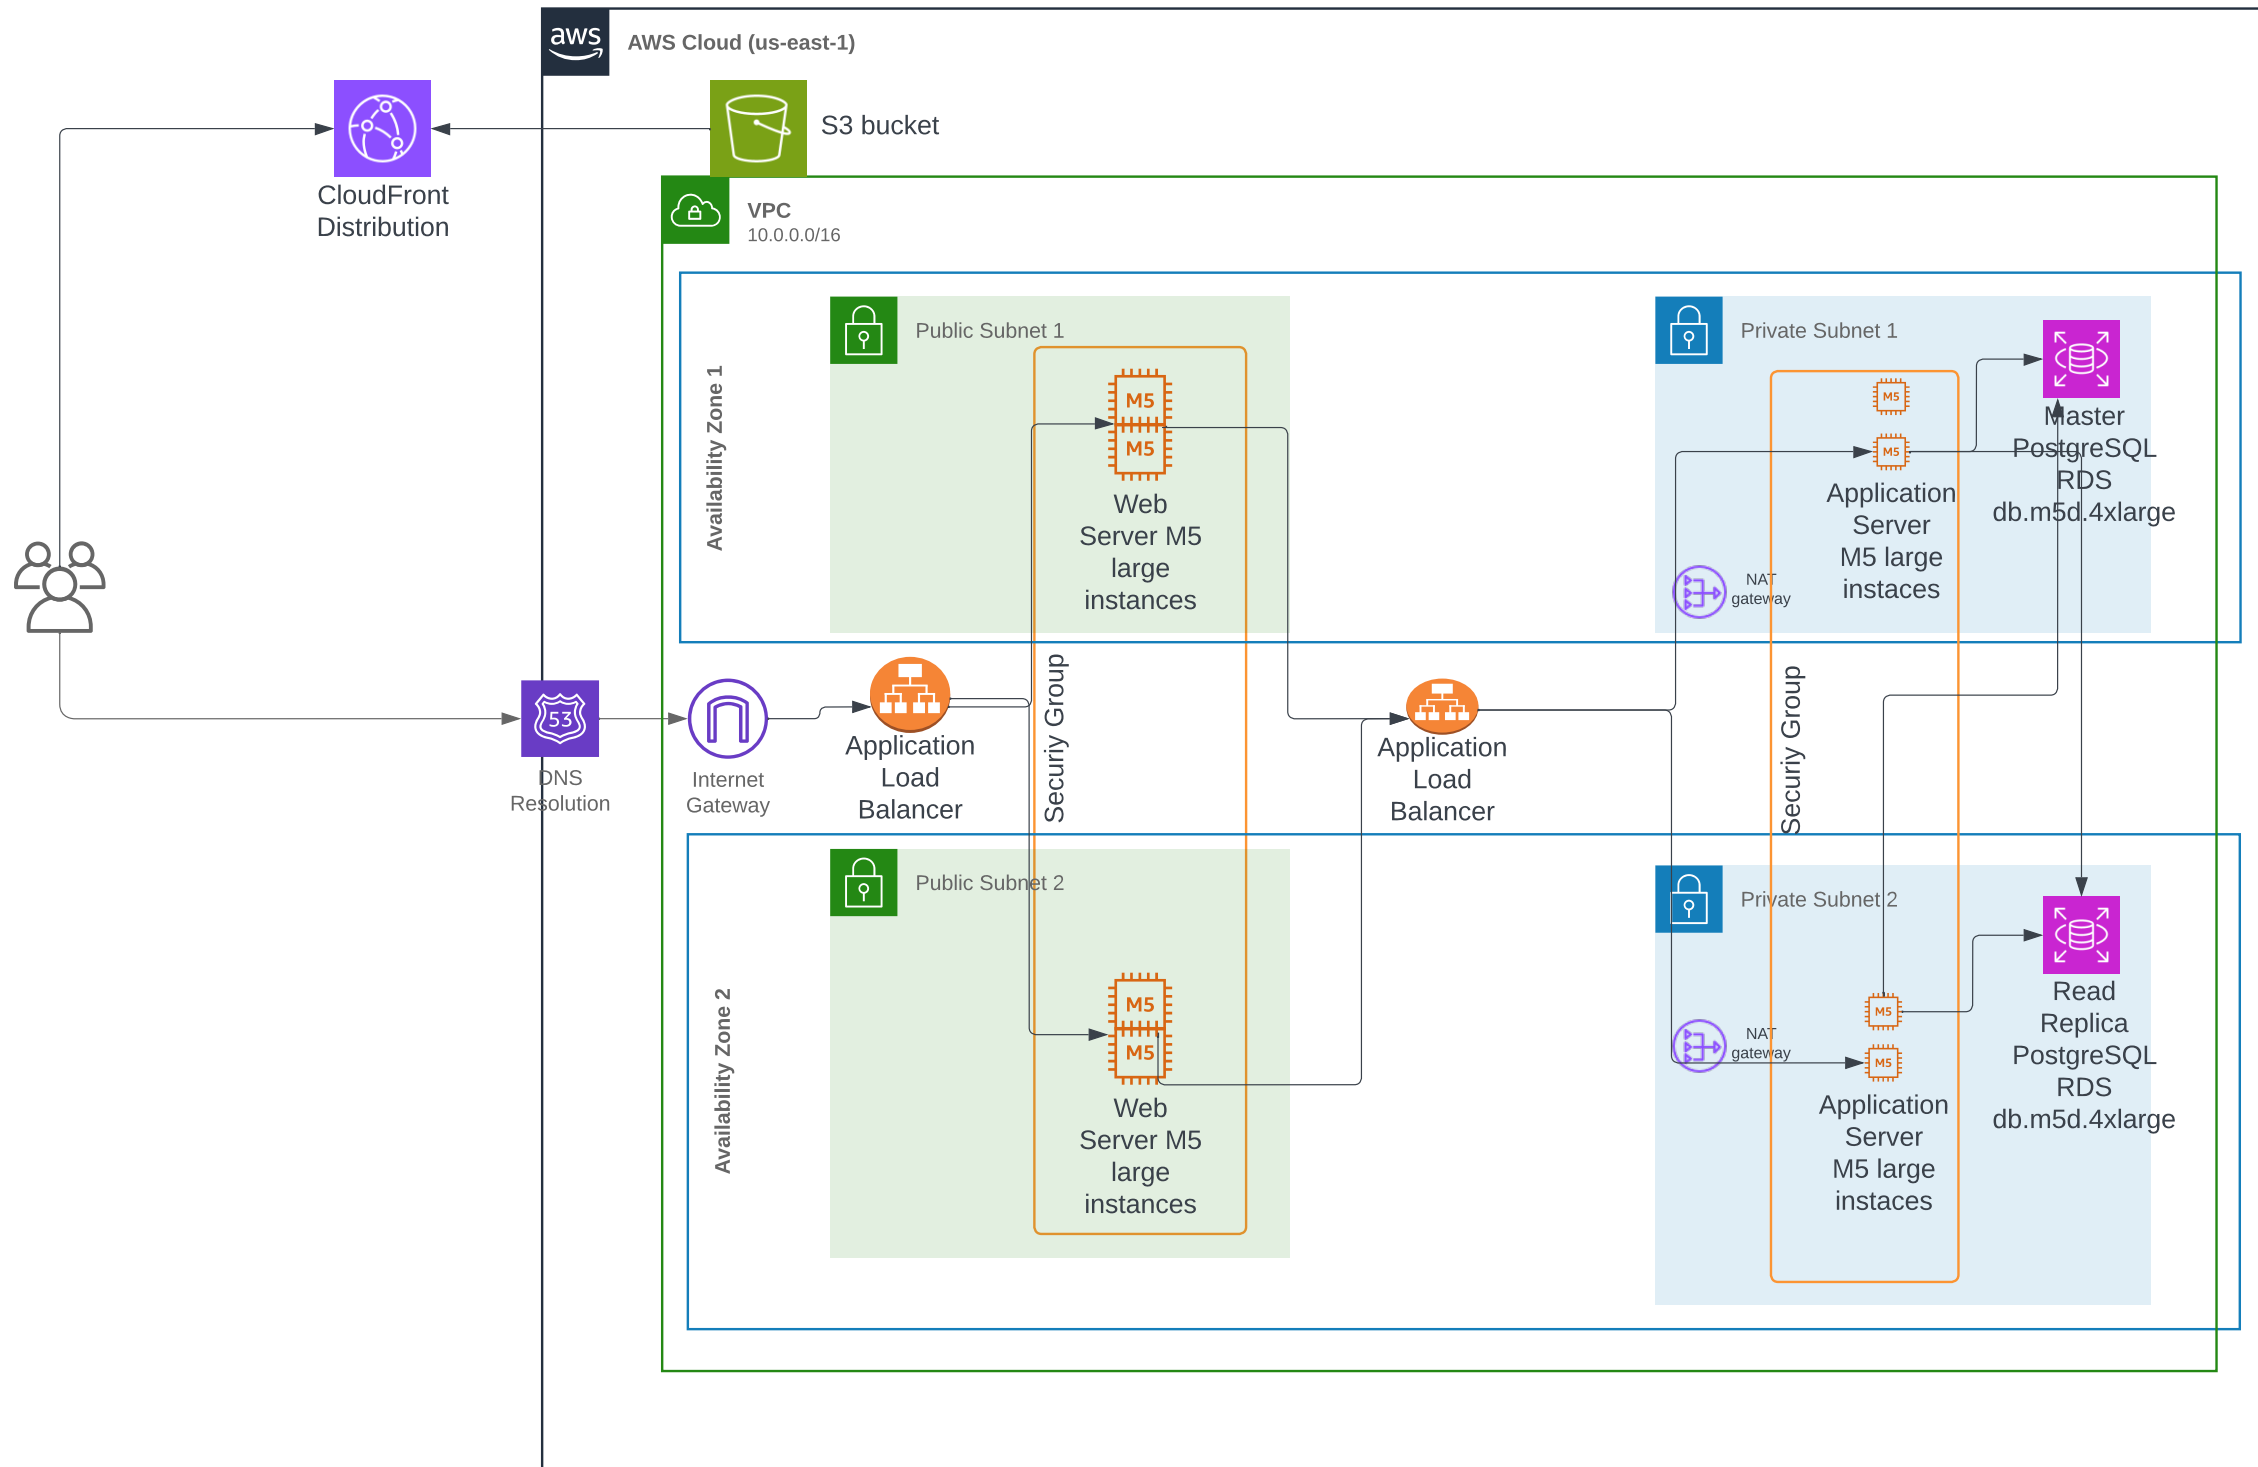 aws
AWS Cloud (us-east-1)
S3 bucket
CloudFront
Distribution
VPC
10.0.0.0/16
Availability Zone 1
Public Subnet 1
M5
M5
Web
Server M5
large
instances
Private Subnet 1
M5
M5
Application
Server
M5 large
instaces
NAT
gateway
Master
PostgreSQL
RDS
db.m5d.4xlarge
53
DNS
Resolution
Internet
Gateway
Application
Load
Balancer
Securiy Group
Application
Load
Balancer
Securiy Group
Availability Zone 2
Public Subnet 2
M5
M5
Web
Server M5
large
instances
Private Subnet 2
M5
M5
Application
Server
M5 large
instaces
NAT
gateway
Read
Replica
PostgreSQL
RDS
db.m5d.4xlarge